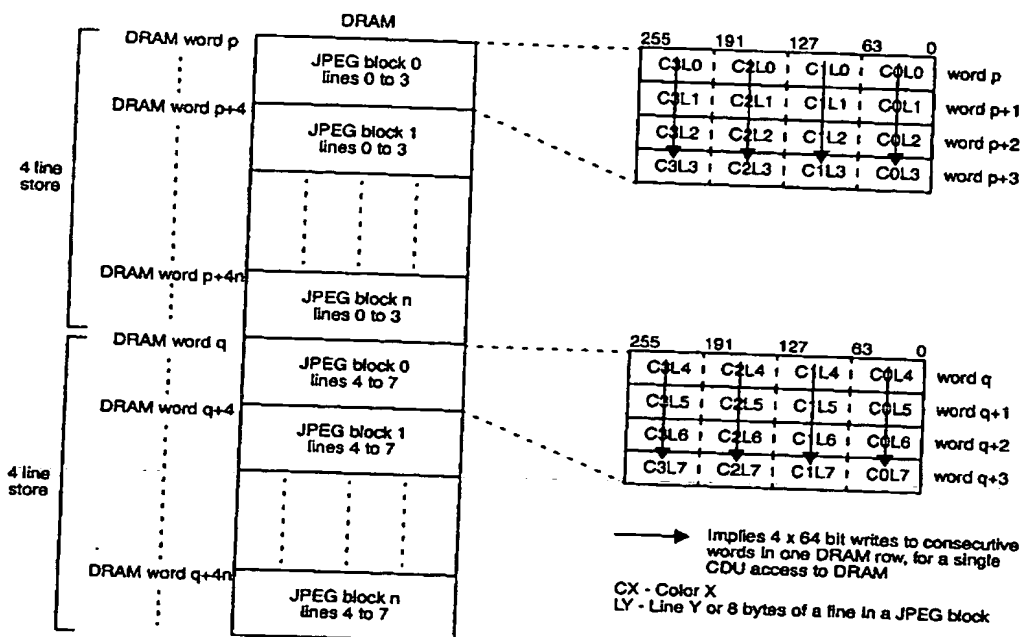 DRAM
DRAM word p
JPEG block 0
lines 0 to 3
DRAM word p+4
JPEG block 1
lines 0 to 3
4 line
store
DRAM word p+4n
JPEG block n
lines 0 to 3
DRAM word q
JPEG block 0
lines 4 to 7
DRAM word q+4
JPEG block 1
lines 4 to 7
4 line
store
DRAM word q+4n
JPEG block n
lines 4 to 7
255 191 127 63 0
C3L0 C2L0 C1L0 C0L0 word p
C3L1 C2L1 C1L1 C0L1 word p+1
C3L2 C2L2 C1L2 C0L2 word p+2
C3L3 C2L3 C1L3 C0L3 word p+3
255 191 127 63 0
C3L4 C2L4 C1L4 C0L4 word q
C2L5 C2L5 C1L5 C0L5 word q+1
C3L6 C2L6 C1L6 C0L6 word q+2
C3L7 C2L7 C1L7 C0L7 word q+3
Implies 4 x 64 bit writes to consecutive
words in one DRAM row, for a single
CDU access to DRAM
CX - Color X
LY - Line Y or 8 bytes of a fine in a JPEG block